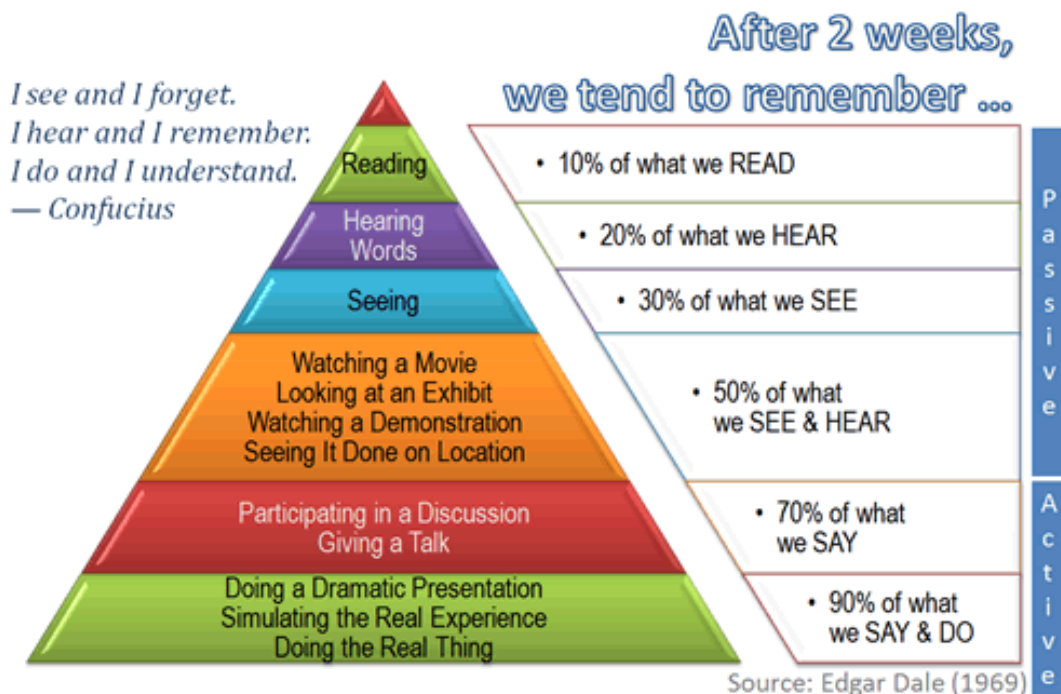 After 2 weeks,
we tend to remember ...
I see and I forget.
I hear and I remember.
I do and I understand.
— Confucius
Reading
• 10% of what we READ
Hearing
Words
• 20% of what we HEAR
Seeing
• 30% of what we SEE
Watching a Movie
Looking at an Exhibit
Watching a Demonstration
Seeing It Done on Location
• 50% of what
we SEE & HEAR
Passive
Participating in a Discussion
Giving a Talk
• 70% of what
we SAY
Doing a Dramatic Presentation
Simulating the Real Experience
Doing the Real Thing
• 90% of what
we SAY & DO
Active
Source: Edgar Dale (1969)